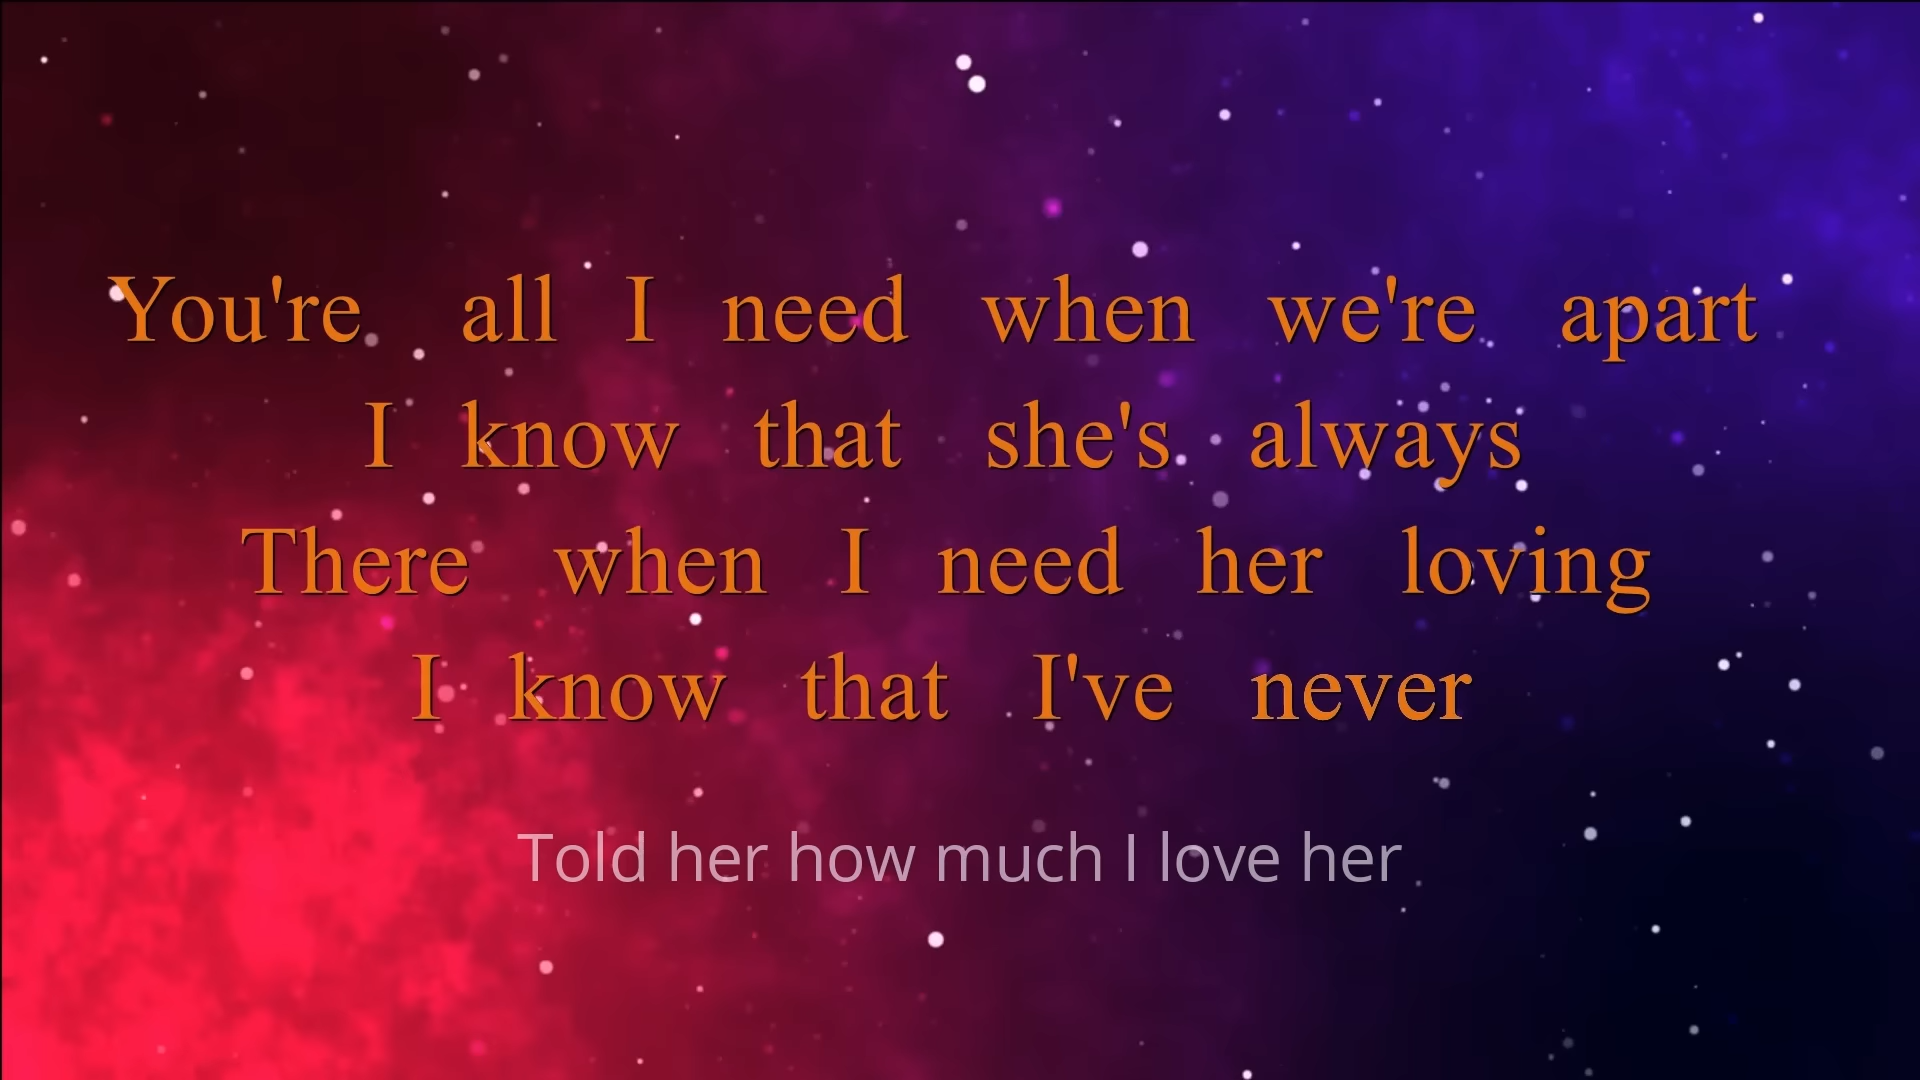 You're all I need when we're apart
I know that she's always
There when I need her loving
I know that I've never
Told her how much I love her